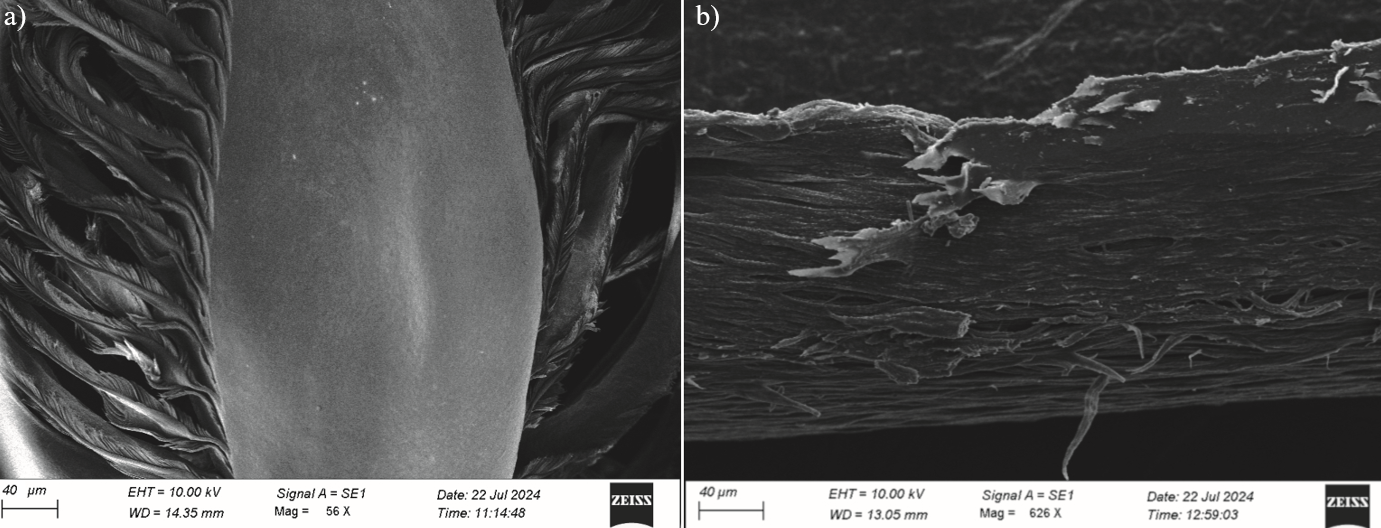 a)
40 µm
EHT = 10.00 kV
WD = 14.35 mm
Signal A = SE1
Mag = 56 X
Date: 22 Jul 2024
Time: 11:14:48
ZEISS
b)
40 µm
EHT = 10.00 kV
WD = 13.05 mm
Signal A = SE1
Mag = 626 X
Date: 22 Jul 2024
Time: 12:59:03
ZEISS